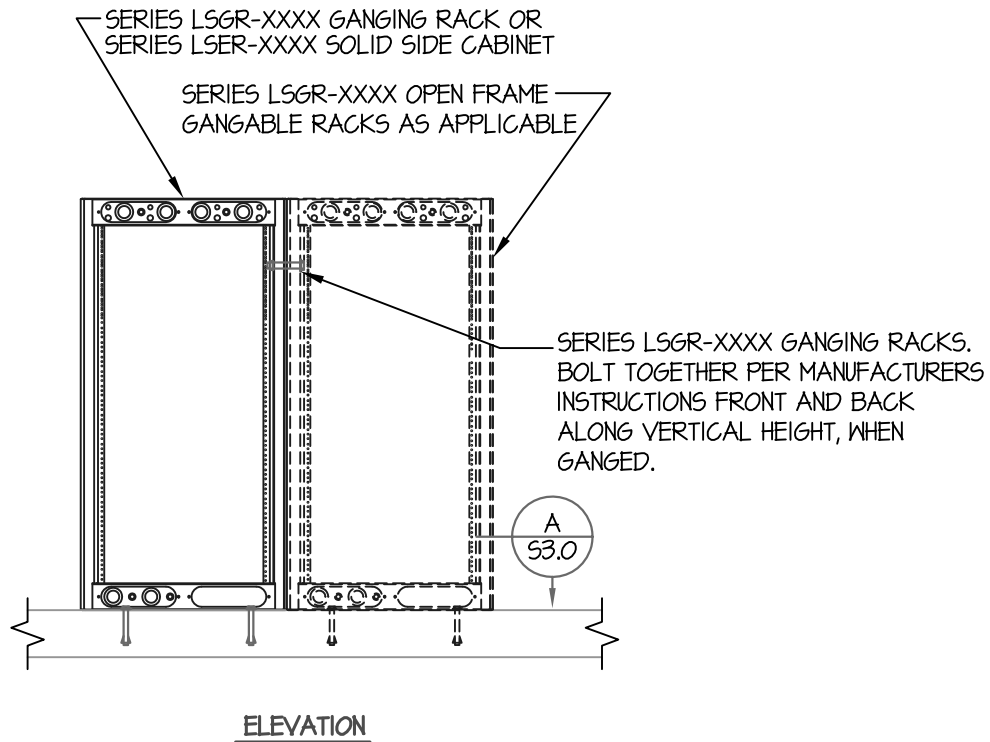 SERIES LSGR-XXXX GANGING RACK OR
SERIES LSER-XXXX SOLID SIDE CABINET
SERIES LSGR-XXXX OPEN FRAME
GANGABLE RACKS AS APPLICABLE
SERIES LSGR-XXXX GANGING RACKS.
BOLT TOGETHER PER MANUFACTURERS
INSTRUCTIONS FRONT AND BACK
ALONG VERTICAL HEIGHT, WHEN
GANGED.
A
S3.0
ELEVATION